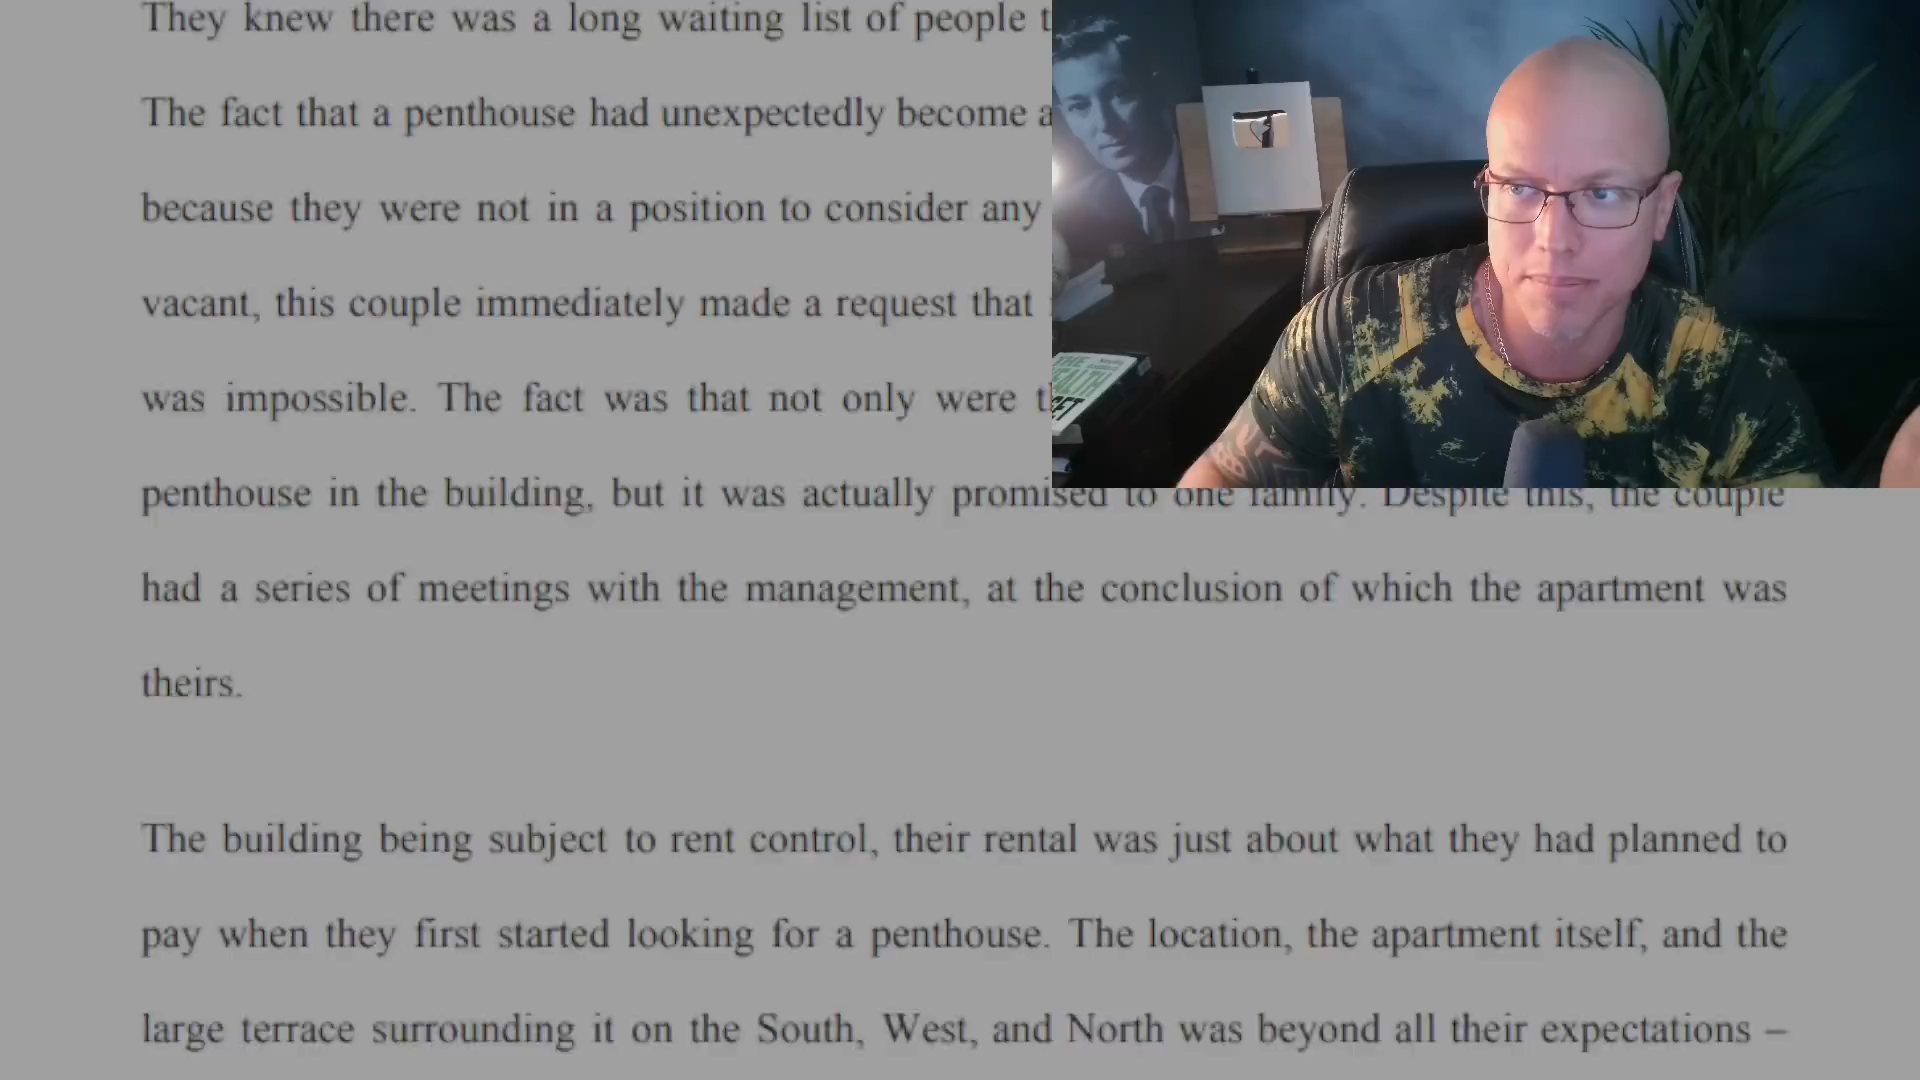 They knew there was a long waiting list of people
The fact that a penthouse had unexpectedly become
because they were not in a position to consider any
vacant, this couple immediately made a request that
was impossible. The fact was that not only were
penthouse in the building, but it was actually promised to one family. Despite this, the couple
had a series of meetings with the management, at the conclusion of which the apartment was
theirs.
The building being subject to rent control, their rental was just about what they had planned to
pay when they first started looking for a penthouse. The location, the apartment itself, and the
large terrace surrounding it on the South, West, and North was beyond all their expectations –
THE